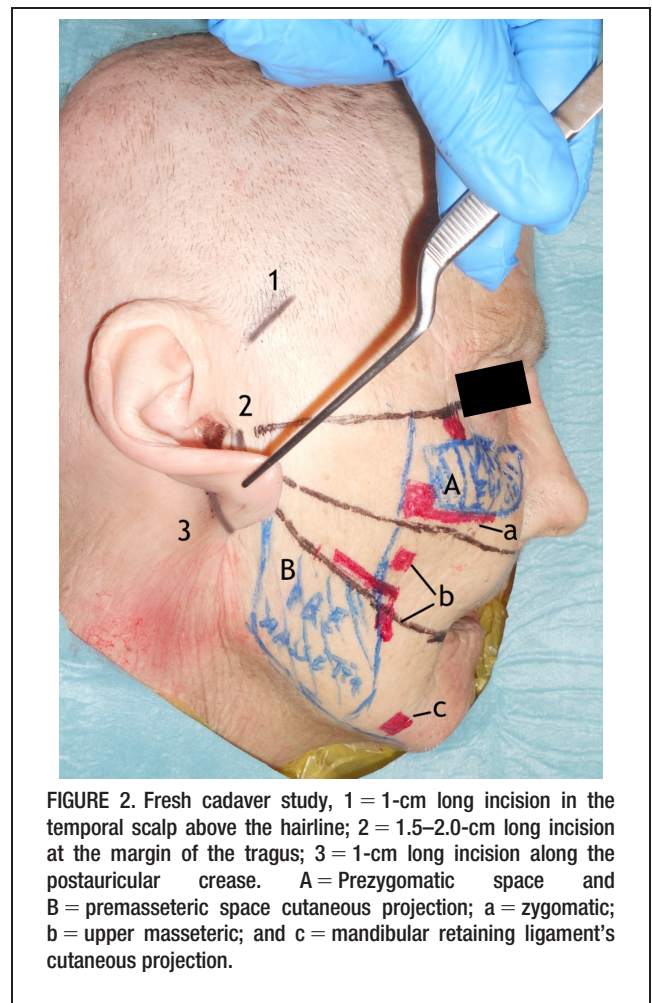 1
2
A
3
a
B
b
PRE
c
FIGURE 2. Fresh cadaver study, 1 = 1-cm long incision in the
temporal scalp above the hairline; 2 = 1.5–2.0-cm long incision
at the margin of the tragus; 3 = 1-cm long incision along the
postauricular crease. A = Prezygomatic space and
B = premasseteric space cutaneous projection; a = zygomatic;
b = upper masseteric; and c = mandibular retaining ligament's
cutaneous projection.